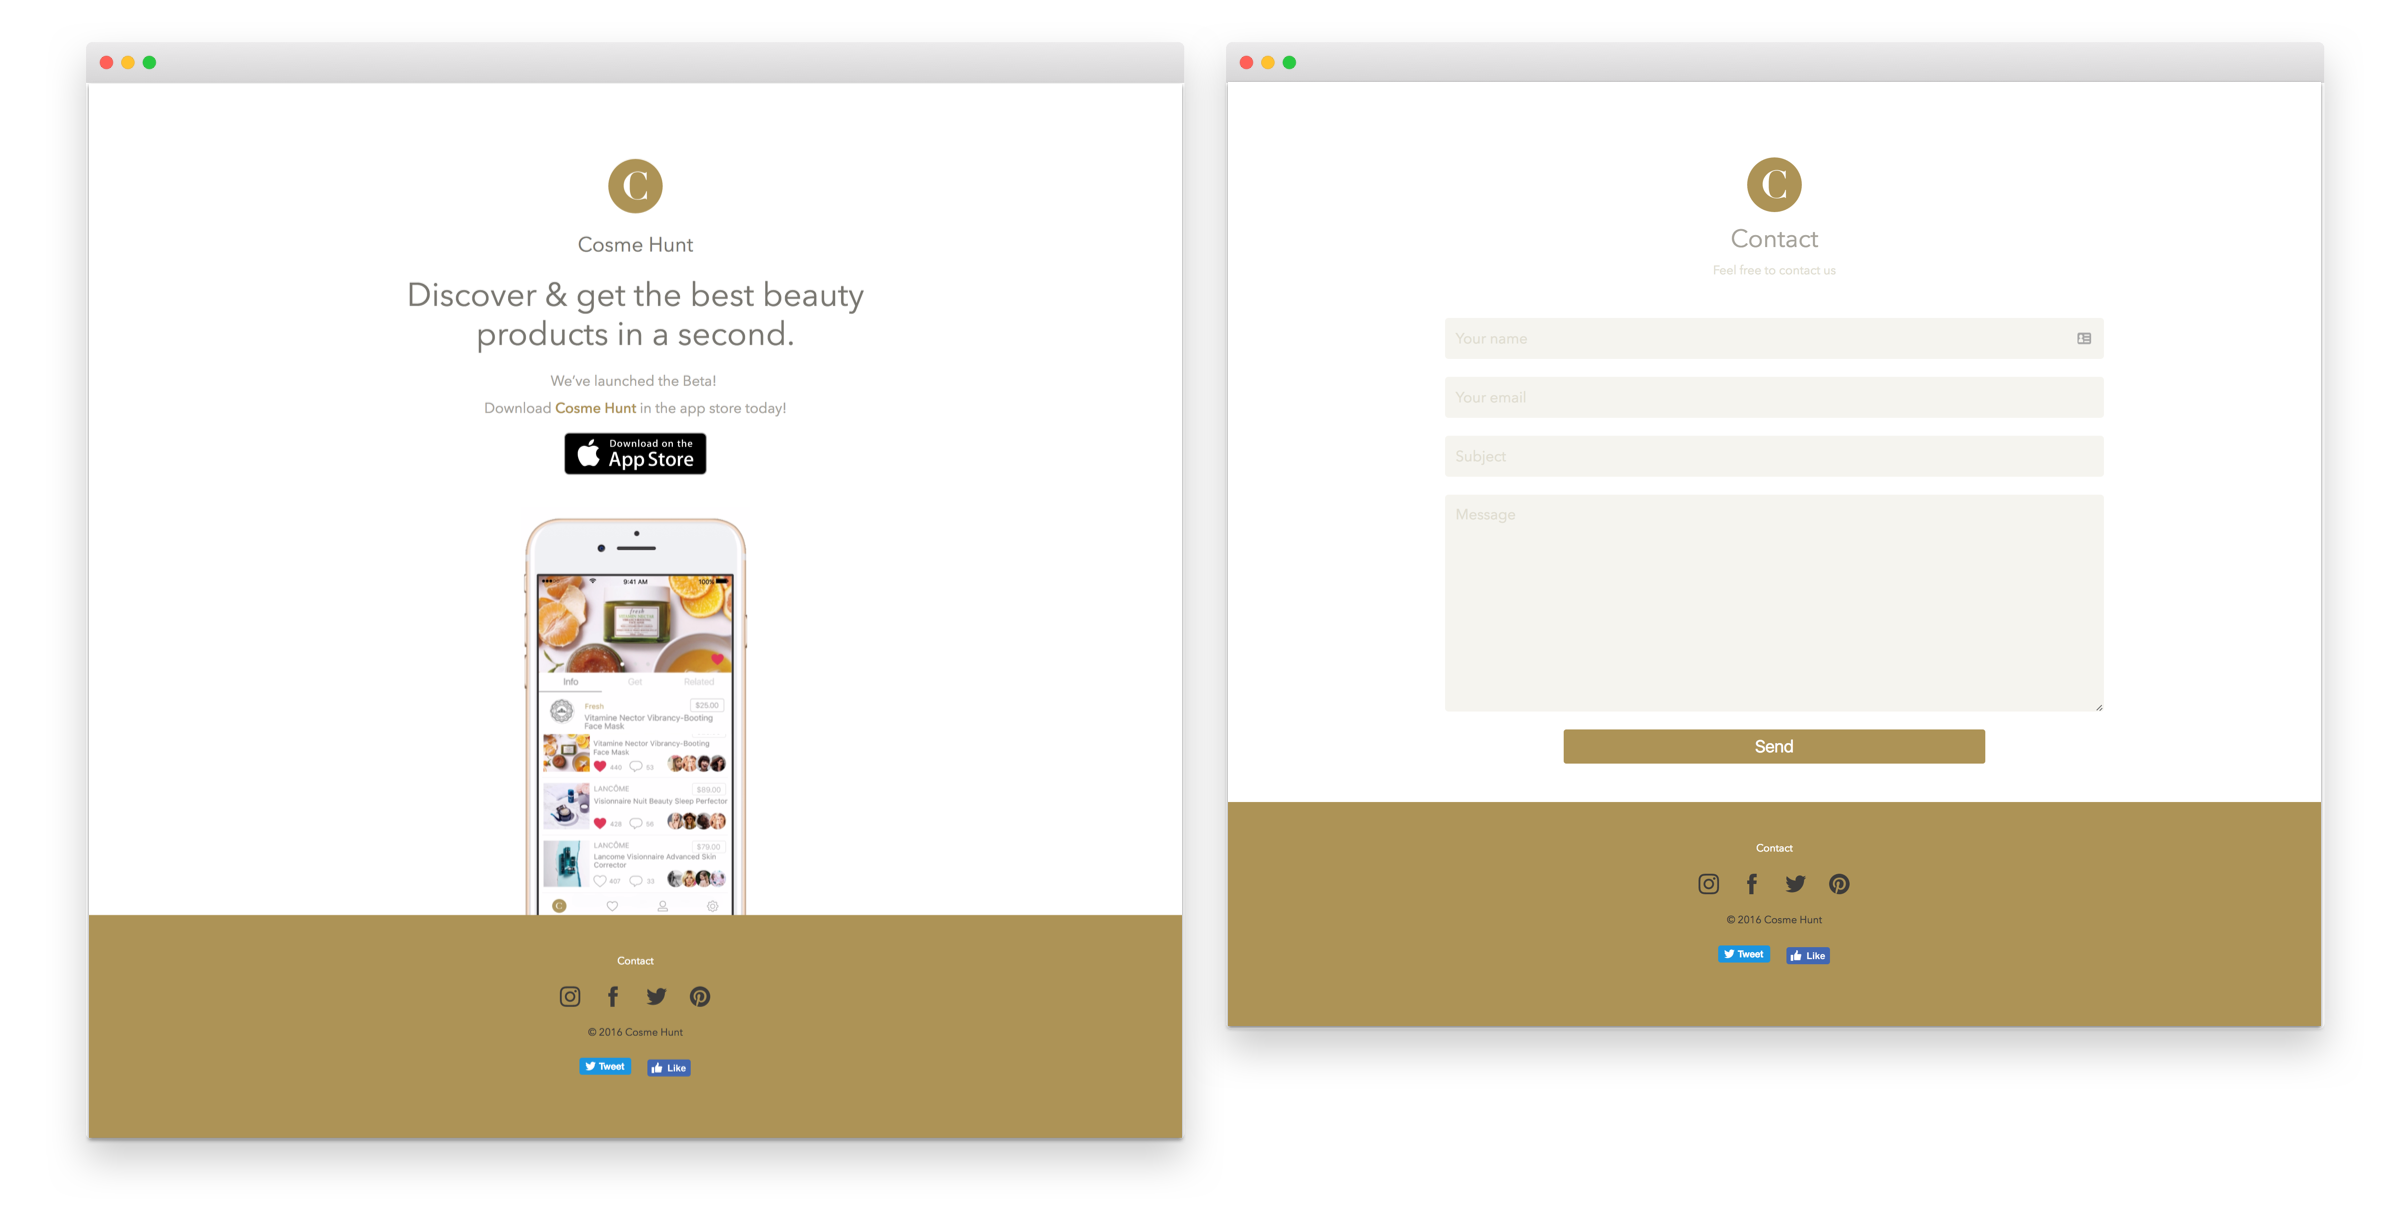 C
Cosme Hunt
Discover & get the best beauty
products in a second.
We've launched the Beta!
Download Cosme Hunt in the app store today!
Download on the
App Store
9:41 AM 100%
fresh
Info Get Related
Fresh $25.00
Vitamine Nector Vibrancy-Booting
Face Mask
Vitamine Nector Vibrancy-Booting
Face Mask
440 53
LANCÔME $89.00
Visionnaire Nuit Beauty Sleep Perfector
428 56
LANCÔME $79.00
Lancome Visionnaire Advanced Skin
Corrector
407 33
C
Contact
© 2016 Cosme Hunt
Tweet Like
C
Contact
Feel free to contact us
Your name
Your email
Subject
Message
Send
Contact
© 2016 Cosme Hunt
Tweet Like